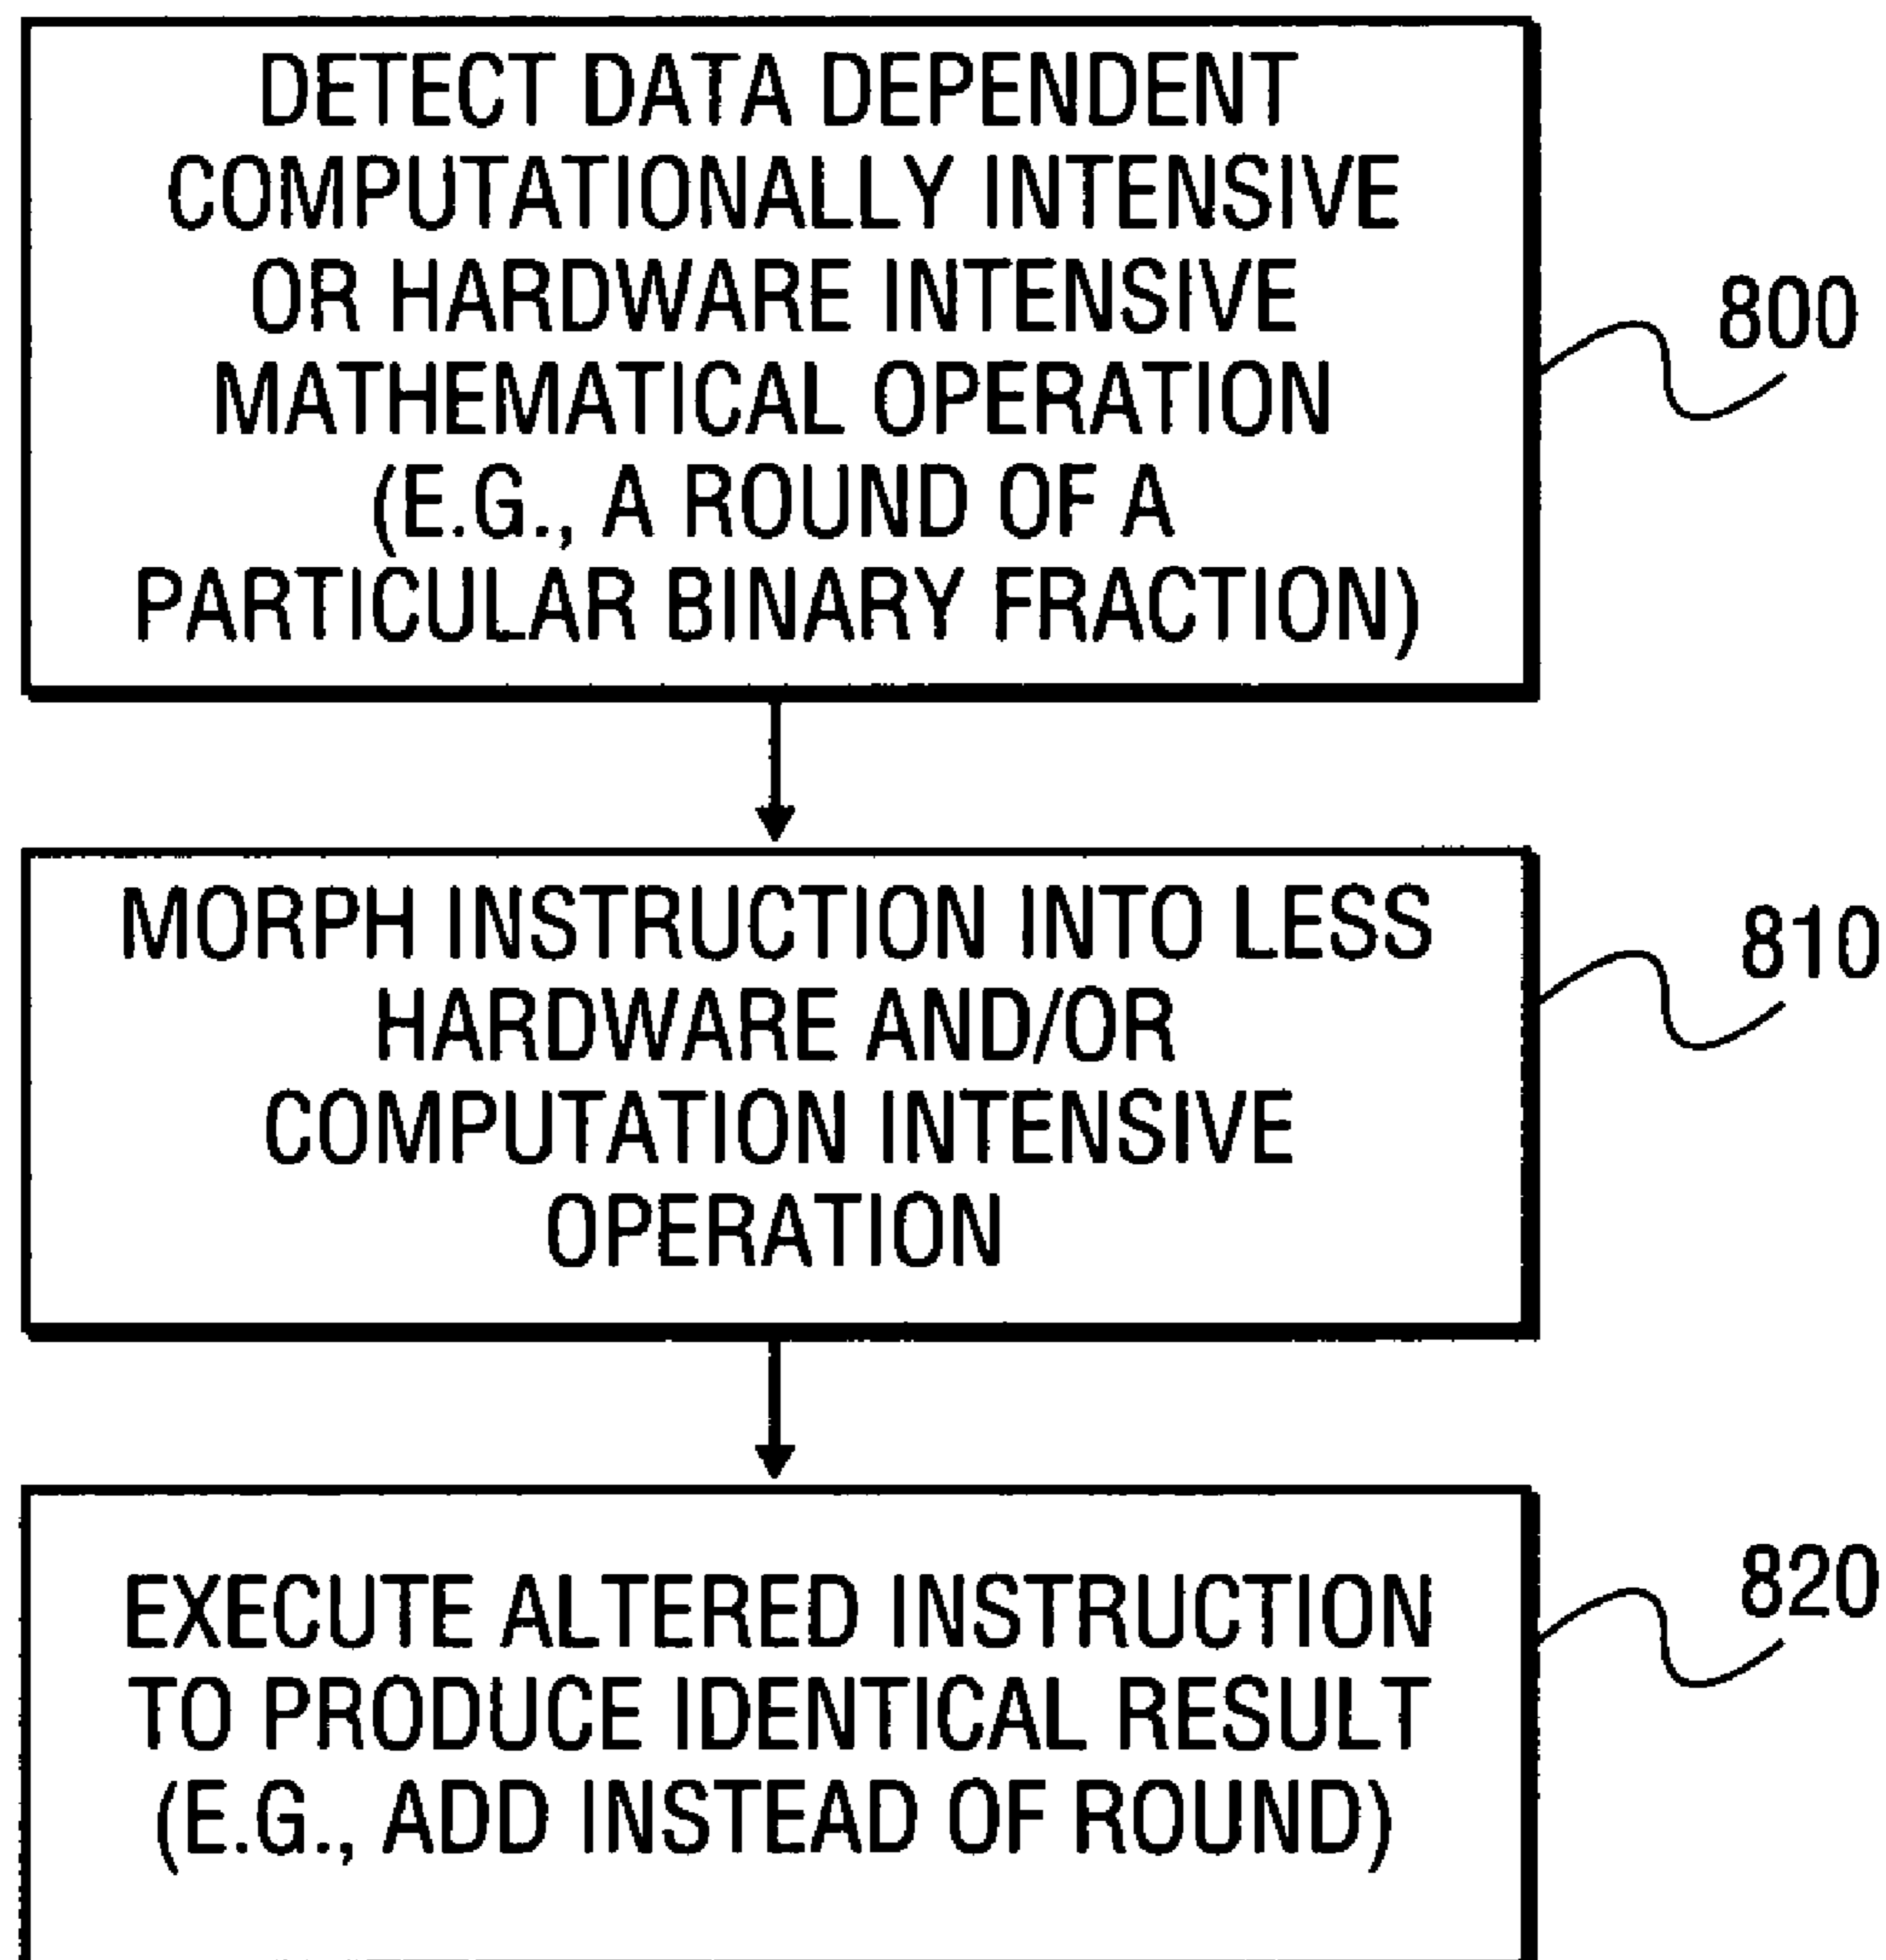 DETECT DATA DEPENDENT
COMPUTATIONALLY INTENSIVE
OR HARDWARE INTENSIVE
MATHEMATICAL OPERATION
(E.G., A ROUND OF A
PARTICULAR BINARY FRACTION)
800
MORPH INSTRUCTION INTO LESS
HARDWARE AND/OR
COMPUTATION INTENSIVE
OPERATION
810
EXECUTE ALTERED INSTRUCTION
TO PRODUCE IDENTICAL RESULT
(E.G., ADD INSTEAD OF ROUND)
820